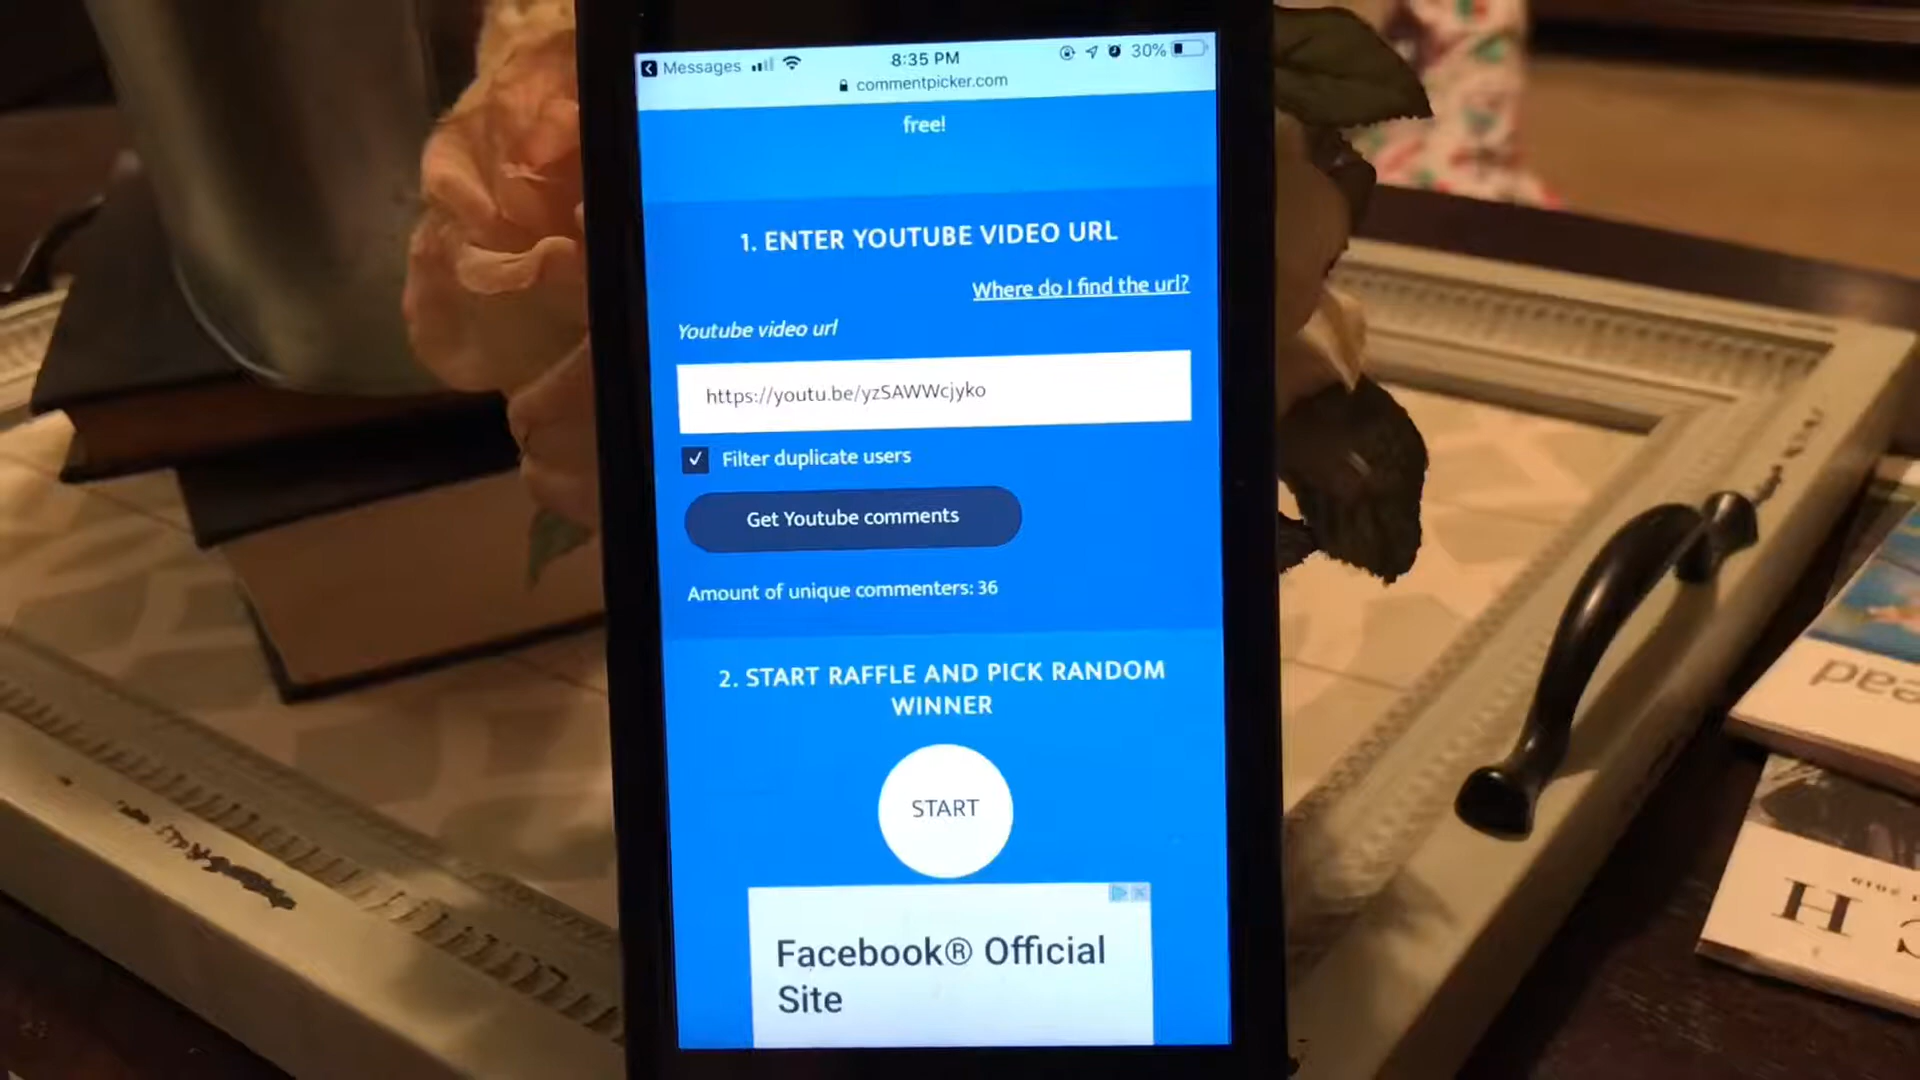 Messages
8:35 PM
30%
commentpicker.com
free!
1. ENTER YOUTUBE VIDEO URL
Where do I find the url?
Youtube video url
https://youtu.be/yzSAWWcjyko
Filter duplicate users
Get Youtube comments
Amount of unique commenters: 36
2. START RAFFLE AND PICK RANDOM
WINNER
START
Facebook® Official
Site